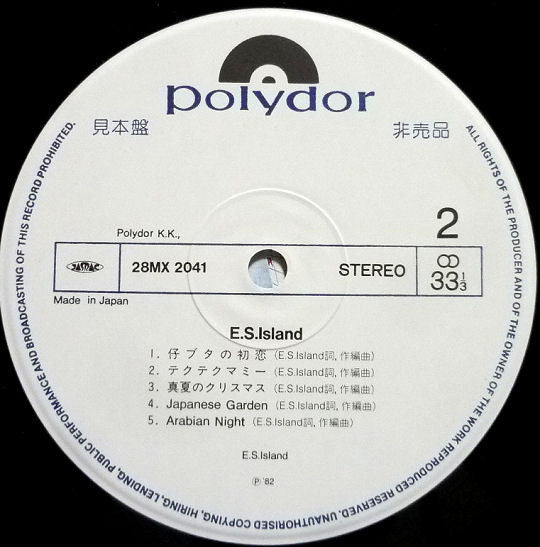 polydor
見本盤
非売品
Polydor K.K.,
2
JASRAC
28MX 2041
STEREO
33 1/3
Made in Japan
E.S.Island
1. 仔ブタの初恋 (E.S.Island詞, 作編曲)
2. テクテクマミー (E.S.Island詞, 作編曲)
3. 真夏のクリスマス (E.S.Island詞, 作編曲)
4. Japanese Garden (E.S.Island詞, 作編曲)
5. Arabian Night (E.S.Island詞, 作編曲)
E.S.Island
Ⓟ '82
ALL RIGHTS OF THE PRODUCER AND OF THE OWNER OF THE WORK REPRODUCED RESERVED. UNAUTHORISED COPYING, HIRING, LENDING, PUBLIC PERFORMANCE AND BROADCASTING OF THIS RECORD PROHIBITED.